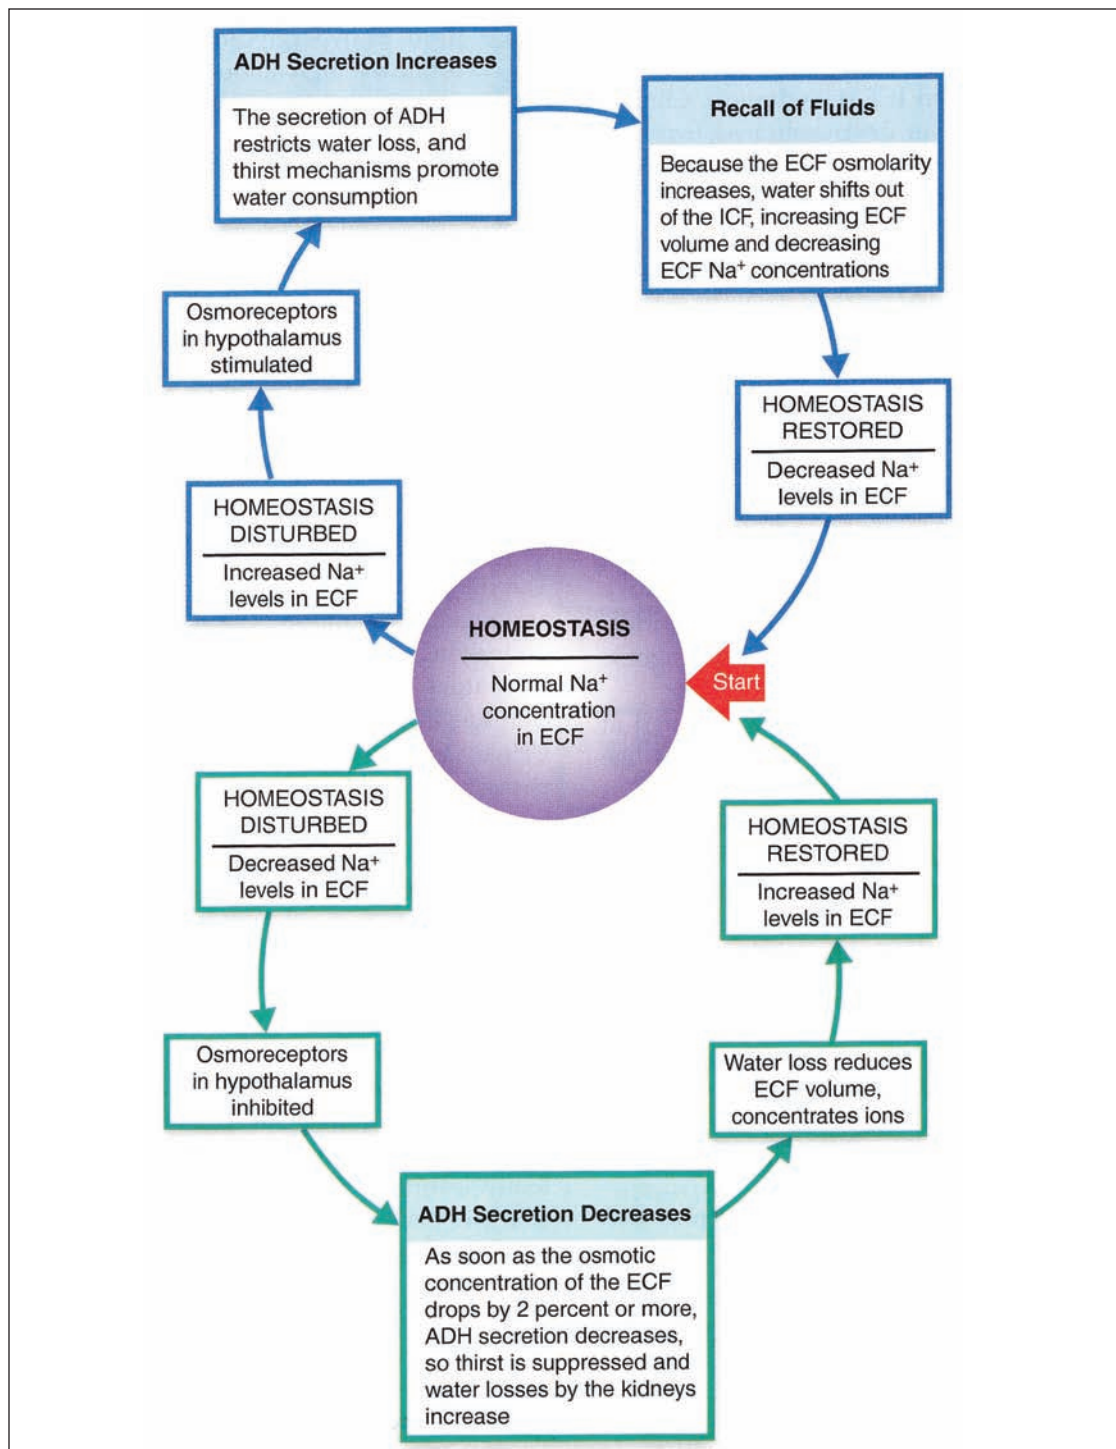 ADH Secretion Increases
The secretion of ADH
restricts water loss, and
thirst mechanisms promote
water consumption
Recall of Fluids
Because the ECF osmolarity
increases, water shifts out
of the ICF, increasing ECF
volume and decreasing
ECF Na⁺ concentrations
Osmoreceptors
in hypothalamus
stimulated
HOMEOSTASIS
RESTORED
Decreased Na⁺
levels in ECF
HOMEOSTASIS
DISTURBED
Increased Na⁺
levels in ECF
HOMEOSTASIS
Normal Na⁺
concentration
in ECF
Start
HOMEOSTASIS
DISTURBED
Decreased Na⁺
levels in ECF
HOMEOSTASIS
RESTORED
Increased Na⁺
levels in ECF
Osmoreceptors
in hypothalamus
inhibited
Water loss reduces
ECF volume,
concentrates ions
ADH Secretion Decreases
As soon as the osmotic
concentration of the ECF
drops by 2 percent or more,
ADH secretion decreases,
so thirst is suppressed and
water losses by the kidneys
increase